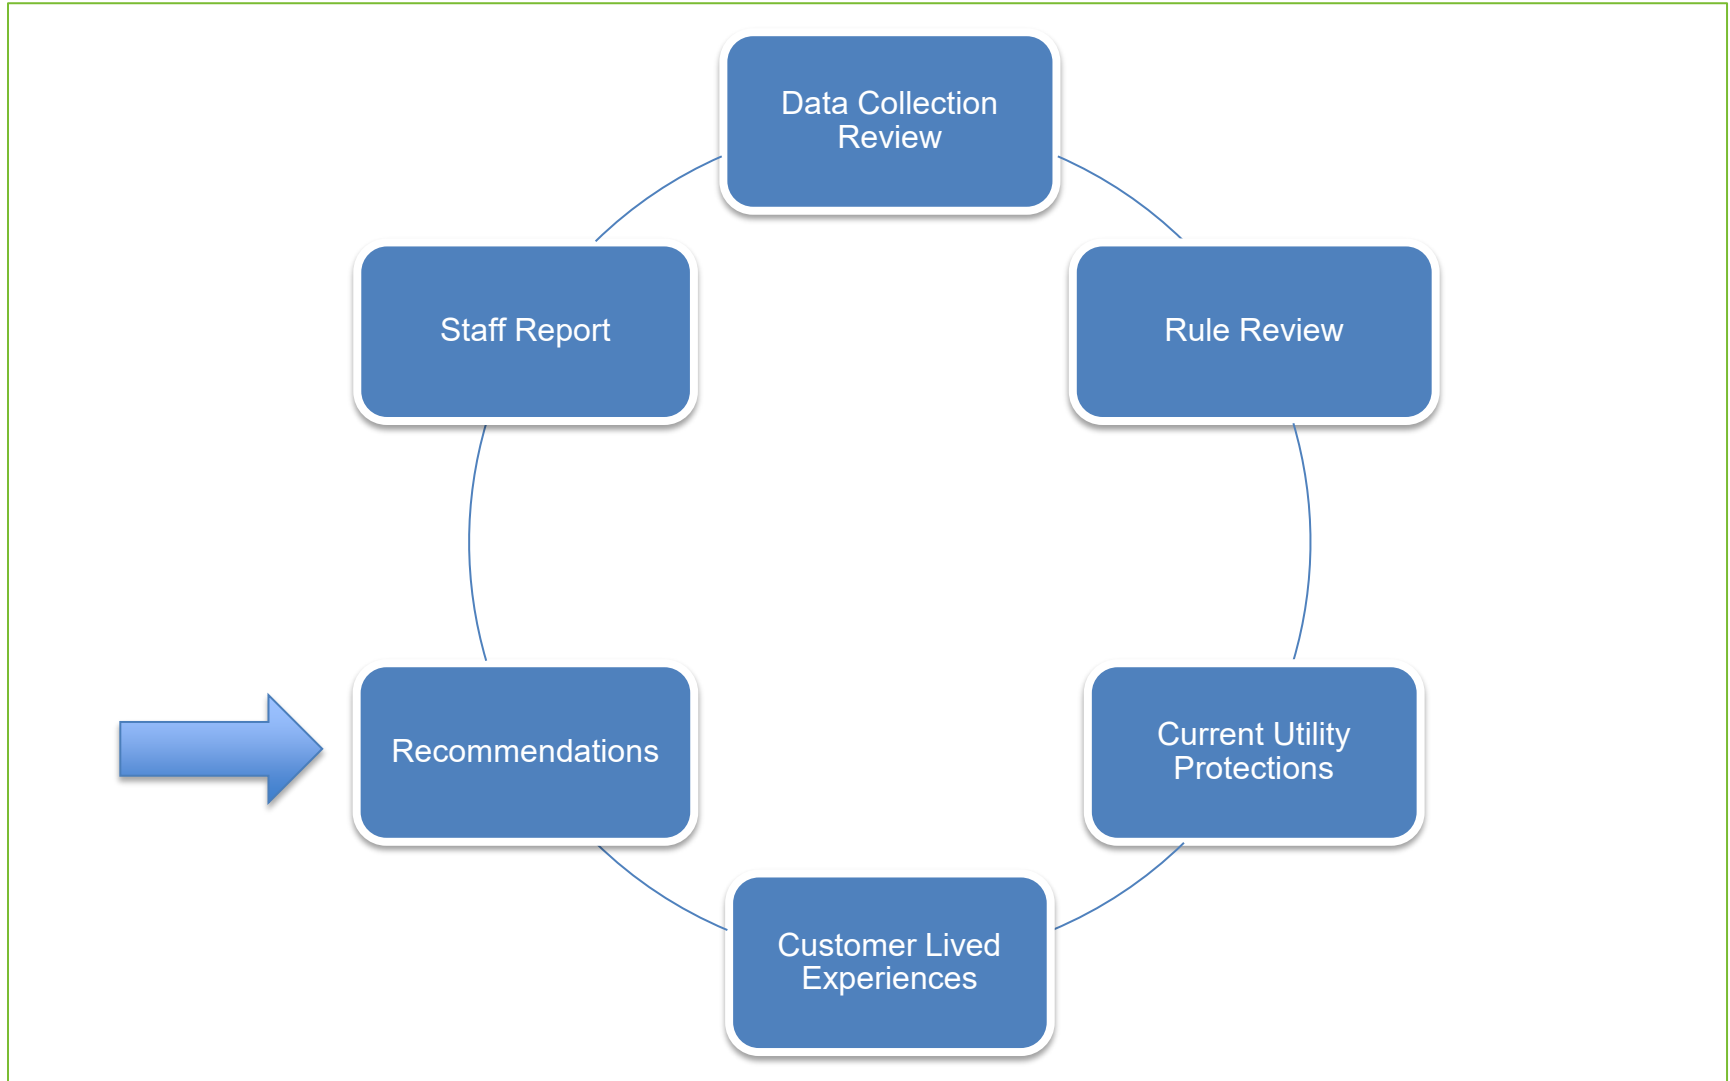 Data Collection
Review
Staff Report
Rule Review
Recommendations
Current Utility
Protections
Customer Lived
Experiences